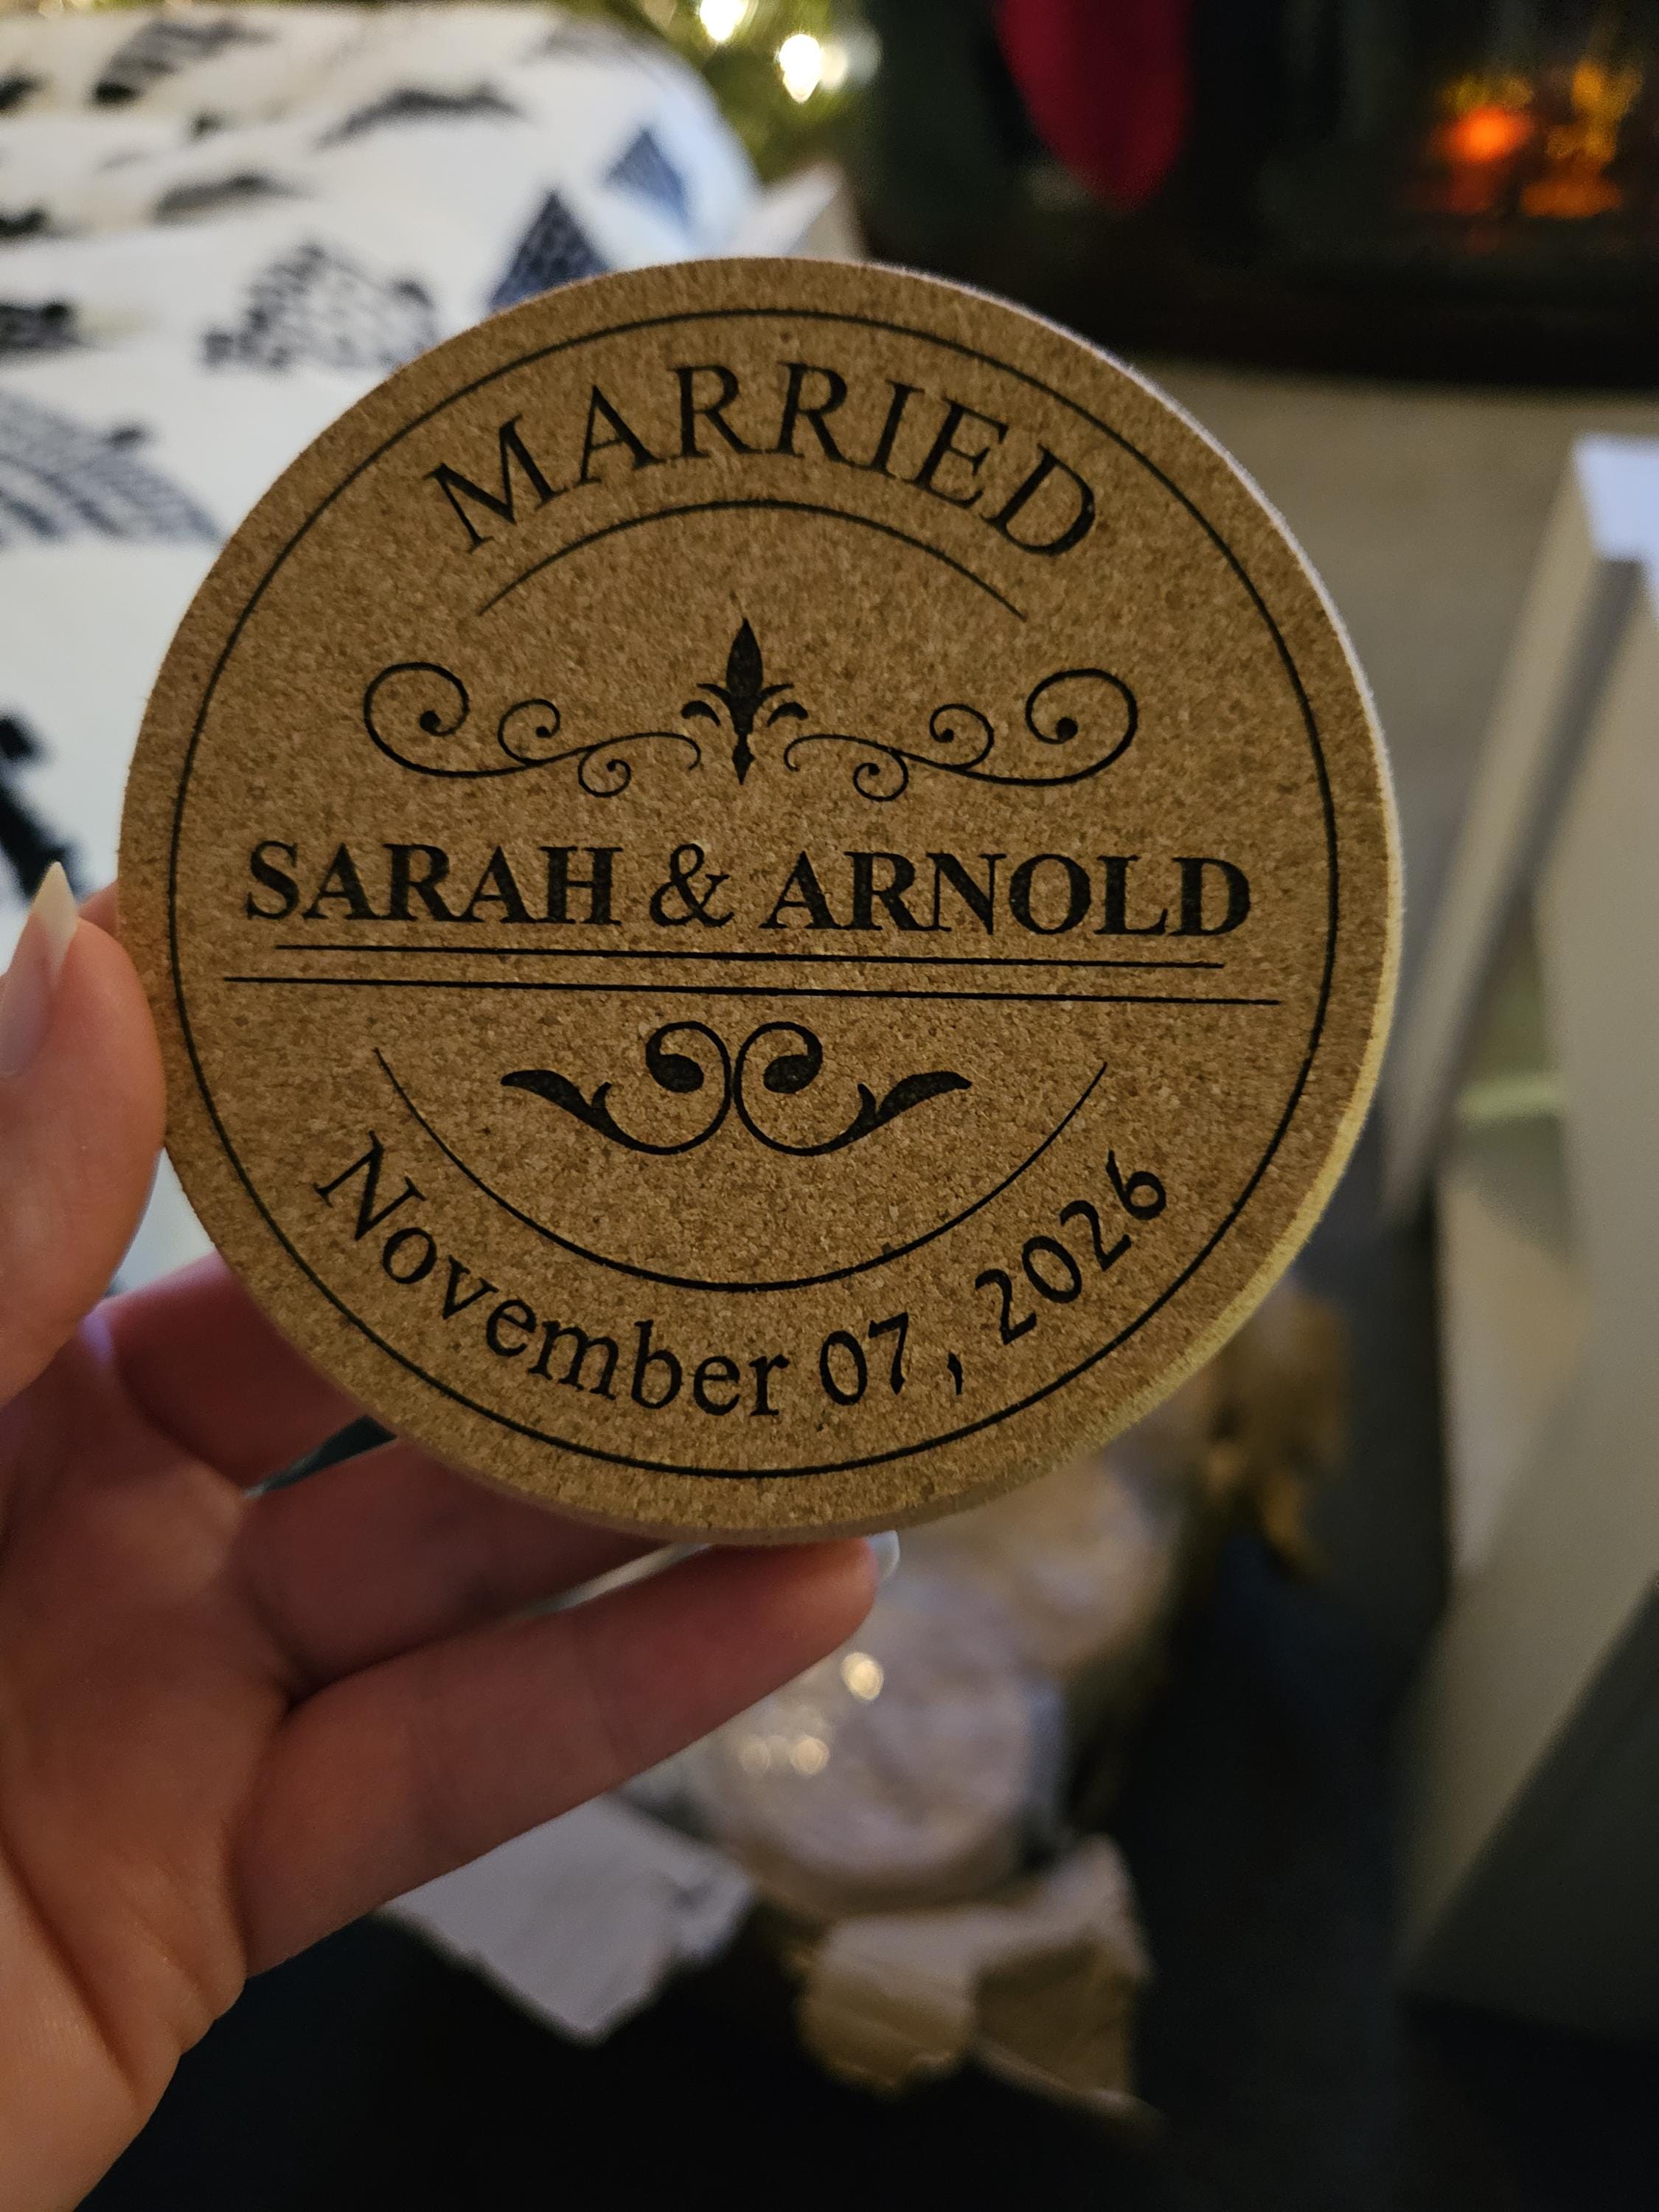 MARRIED
SARAH & ARNOLD
November 07, 2026